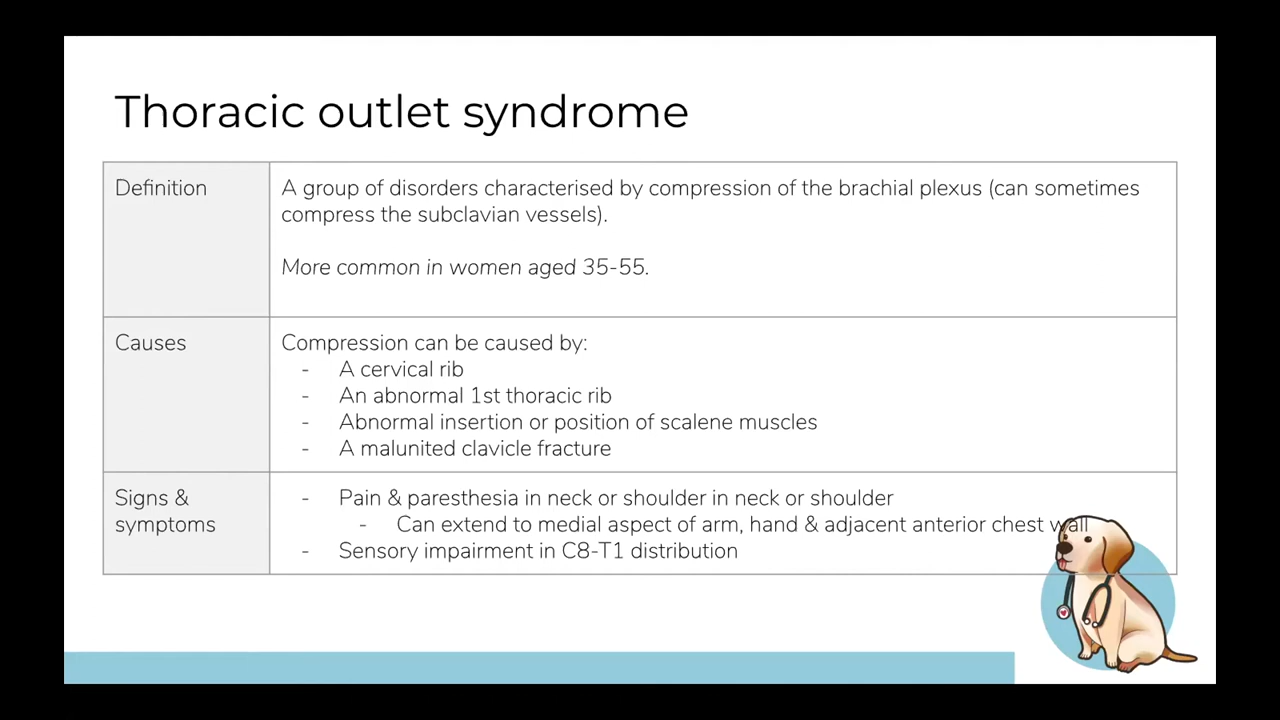 Thoracic outlet syndrome
Definition
A group of disorders characterised by compression of the brachial plexus (can sometimes
compress the subclavian vessels).
More common in women aged 35-55.
Causes
Compression can be caused by:
- A cervical rib
- An abnormal 1st thoracic rib
- Abnormal insertion or position of scalene muscles
- A malunited clavicle fracture
Signs &
symptoms
- Pain & paresthesia in neck or shoulder in neck or shoulder
- Can extend to medial aspect of arm, hand & adjacent anterior chest wall
- Sensory impairment in C8-T1 distribution